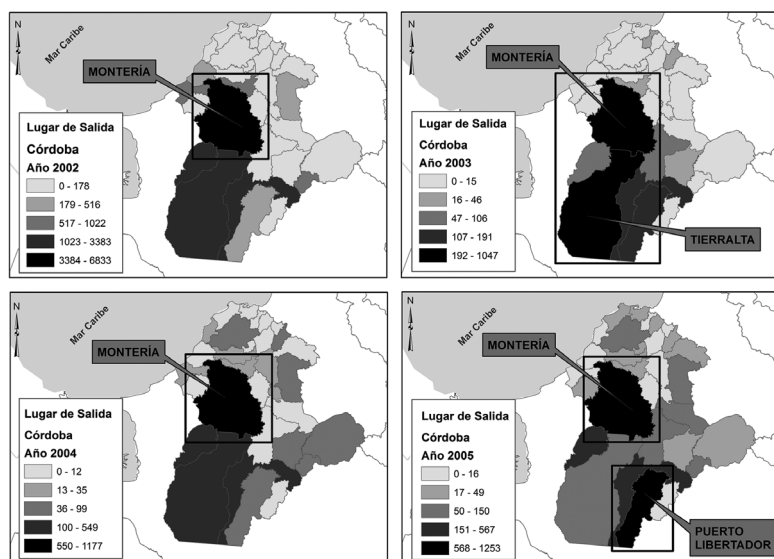 N
Mar Caribe
MONTERÍA
Lugar de Salida
Córdoba
Año 2002
0 - 178
179 - 516
517 - 1022
1023 - 3383
3384 - 6833
N
Mar Caribe
MONTERÍA
Lugar de Salida
Córdoba
Año 2003
0 - 15
16 - 46
47 - 106
107 - 191
192 - 1047
TIERRALTA
N
Mar Caribe
MONTERÍA
Lugar de Salida
Córdoba
Año 2004
0 - 12
13 - 35
36 - 99
100 - 549
550 - 1177
N
Mar Caribe
MONTERÍA
Lugar de Salida
Córdoba
Año 2005
0 - 16
17 - 49
50 - 150
151 - 567
568 - 1253
PUERTO
LIBERTADOR